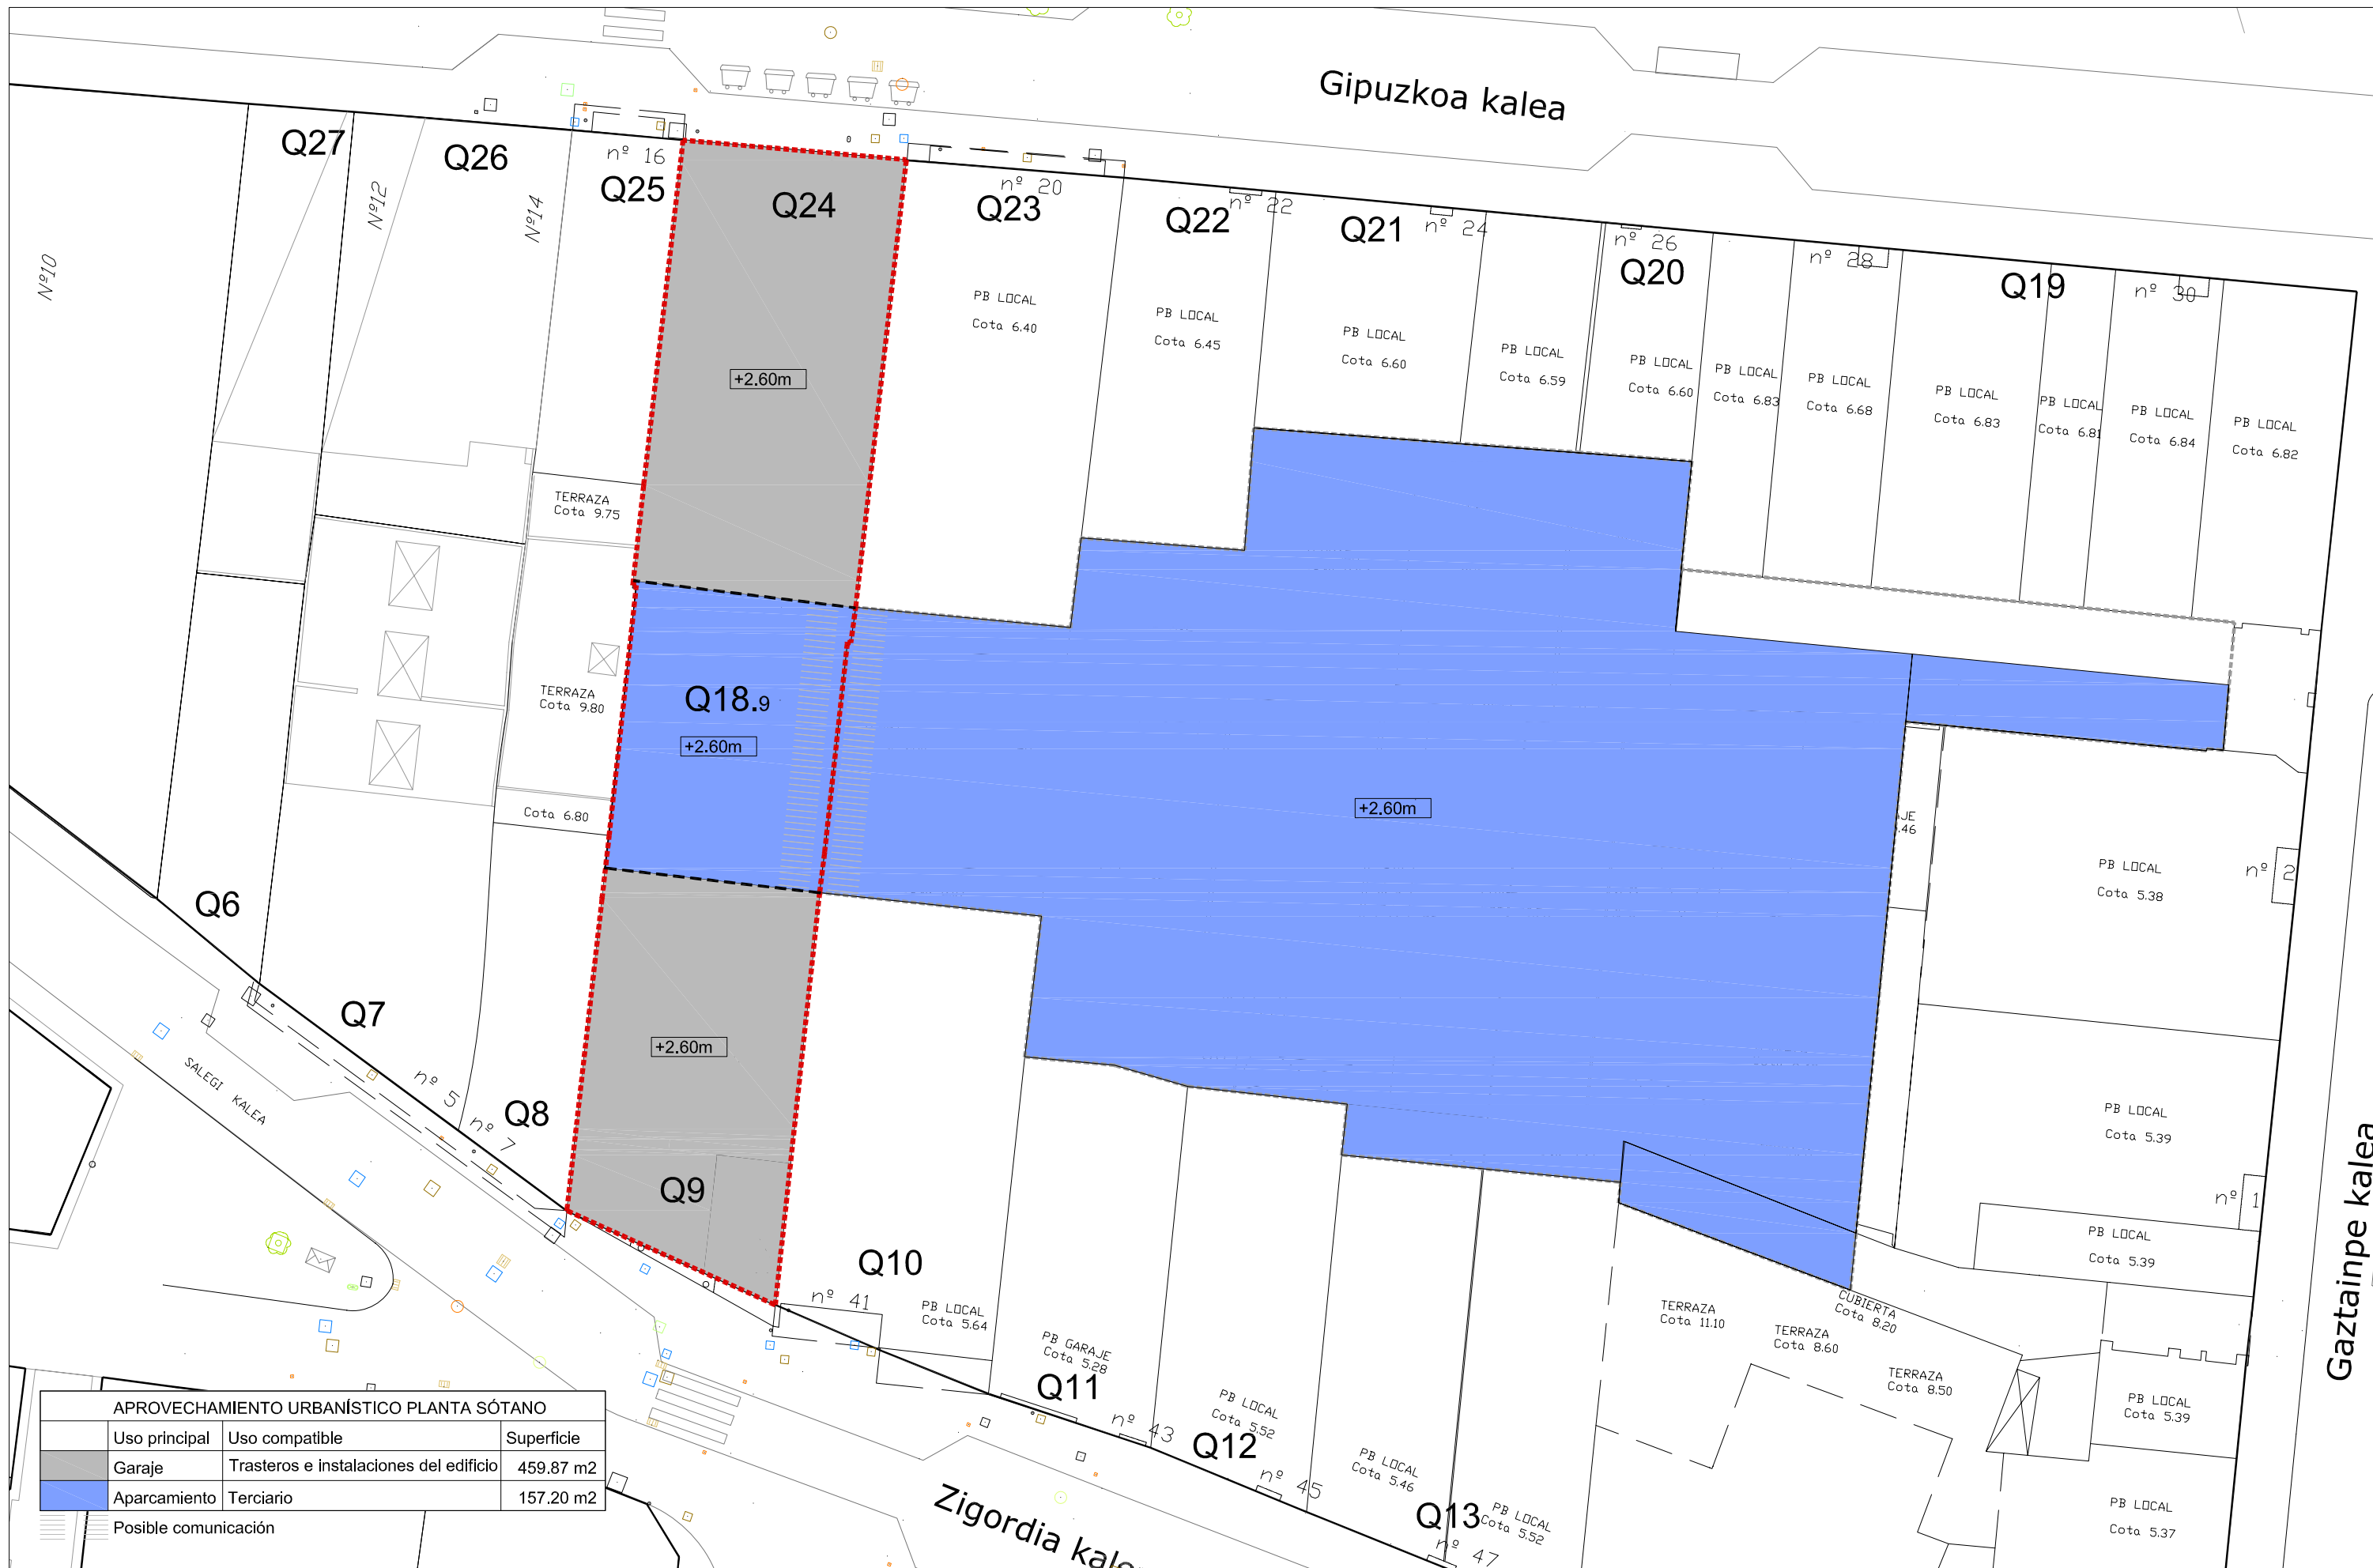 Gipuzkoa kalea
Q27
Q26
nº 16
Q25
Q24
nº 20
Q23
Q22
nº 22
Q21
nº 24
nº 26
Q20
nº 28
Q19
nº 30
Nº10
Nº12
Nº14
PB LOCAL
Cota 6.40
PB LOCAL
Cota 6.45
PB LOCAL
Cota 6.60
PB LOCAL
Cota 6.59
PB LOCAL
Cota 6.60
PB LOCAL
Cota 6.83
PB LOCAL
Cota 6.68
PB LOCAL
Cota 6.83
PB LOCAL
Cota 6.81
PB LOCAL
Cota 6.84
PB LOCAL
Cota 6.82
+2.60m
TERRAZA
Cota 9.75
TERRAZA
Cota 9.80
Q18.9
+2.60m
+2.60m
Cota 6.80
JE
.46
PB LOCAL
Cota 5.38
nº 2
Q6
Q7
nº 5
nº 7
Q8
SALEGI KALEA
+2.60m
Q9
Q10
nº 41
PB LOCAL
Cota 5.64
PB GARAJE
Cota 5.28
Q11
nº 43
PB LOCAL
Cota 5.52
Q12
nº 45
PB LOCAL
Cota 5.46
Q13
PB LOCAL
Cota 5.52
nº 47
PB LOCAL
Cota 5.39
nº 1
PB LOCAL
Cota 5.39
TERRAZA
Cota 11.10
CUBIERTA
Cota 8.20
TERRAZA
Cota 8.60
TERRAZA
Cota 8.50
PB LOCAL
Cota 5.39
PB LOCAL
Cota 5.37
Gaztainpe kalea
APROVECHAMIENTO URBANÍSTICO PLANTA SÓTANO
Uso principal Uso compatible Superficie
Garaje Trasteros e instalaciones del edificio 459.87 m2
Aparcamiento Terciario 157.20 m2
Posible comunicación
Zigordia kale